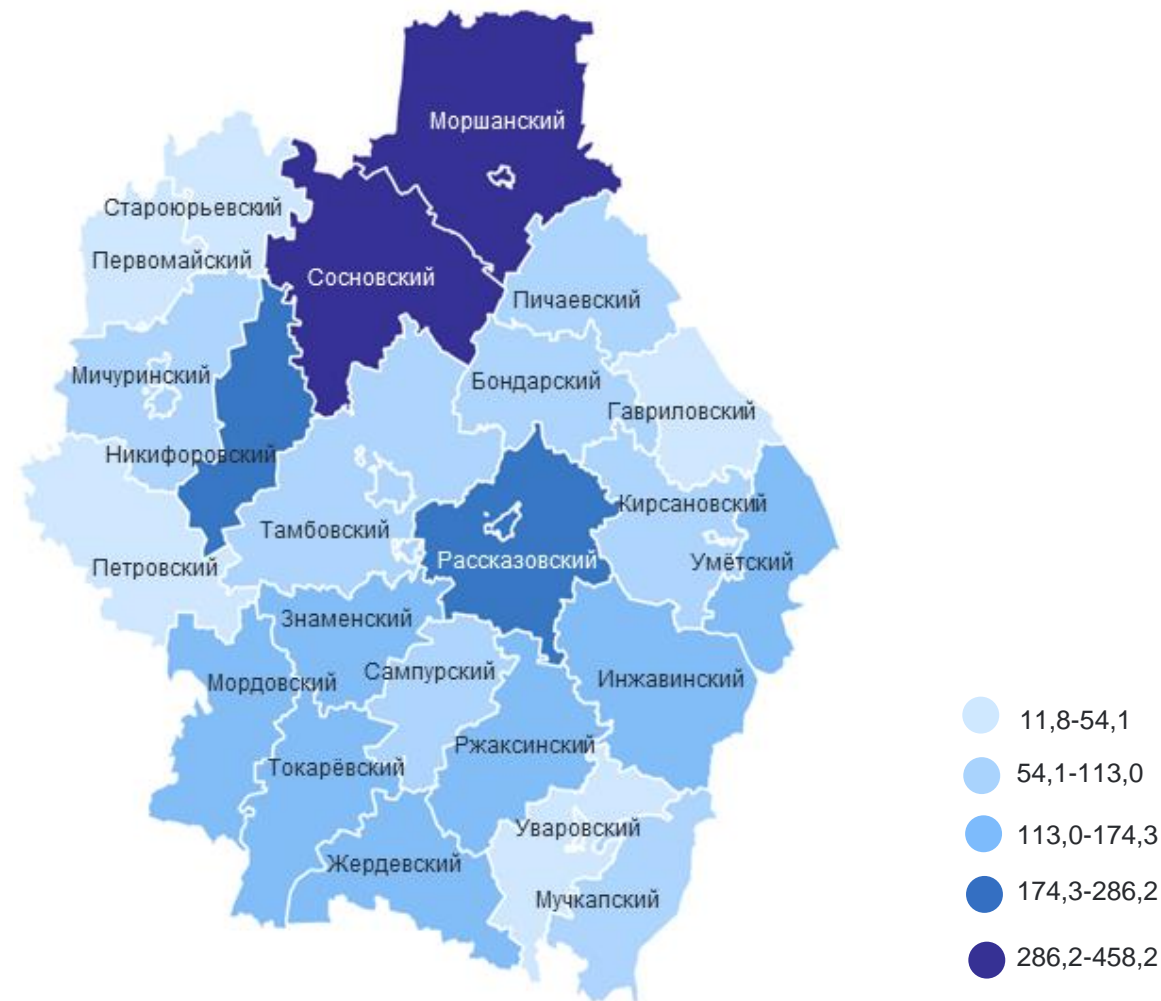 Моршанский
Староюрьевский
Первомайский
Сосновский
Пичаевский
Мичуринский
Бондарский
Гавриловский
Никифоровский
Кирсановский
Тамбовский
Рассказовский
Умётский
Петровский
Знаменский
Сампурский
Мордовский
Инжавинский
Ржаксинский
Токарёвский
Уваровский
Жердевский
Мучкапский
11,8-54,1
54,1-113,0
113,0-174,3
174,3-286,2
286,2-458,2